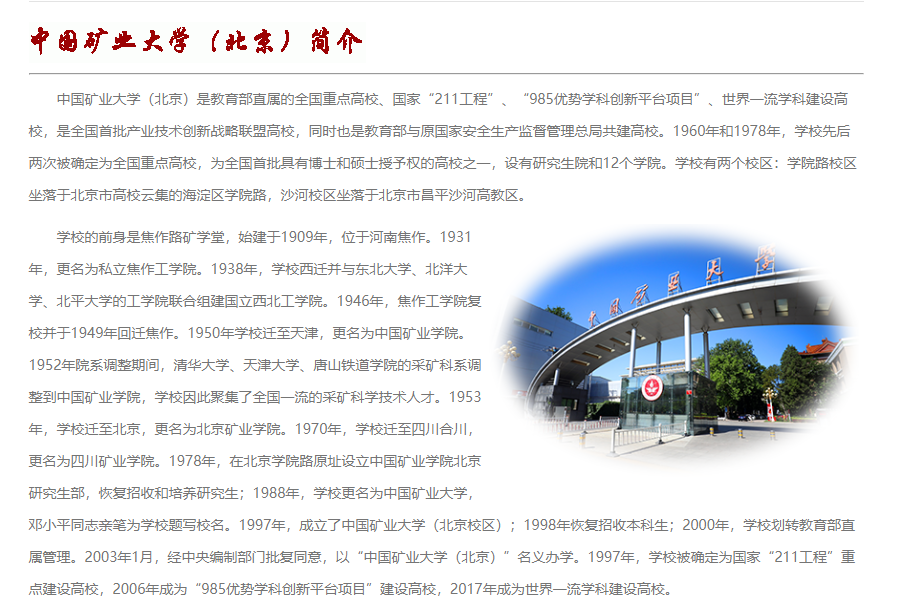 中国矿业大学（北京）简介
中国矿业大学（北京）是教育部直属的全国重点高校、国家“211工程”、“985优势学科创新平台项目”、世界一流学科建设高
校，是全国首批产业技术创新战略联盟高校，同时也是教育部与原国家安全生产监督管理总局共建高校。1960年和1978年，学校先后
两次被确定为全国重点高校，为全国首批具有博士和硕士授予权的高校之一，设有研究生院和12个学院。学校有两个校区：学院路校区
坐落于北京市高校云集的海淀区学院路，沙河校区坐落于北京市昌平沙河高教区。
学校的前身是焦作路矿学堂，始建于1909年，位于河南焦作。1931
年，更名为私立焦作工学院。1938年，学校西迁并与东北大学、北洋大
学、北平大学的工学院联合组建国立西北工学院。1946年，焦作工学院复
校并于1949年回迁焦作。1950年学校迁至天津，更名为中国矿业学院。
1952年院系调整期间，清华大学、天津大学、唐山铁道学院的采矿科系调
整到中国矿业学院，学校因此聚集了全国一流的采矿科学技术人才。1953
年，学校迁至北京，更名为北京矿业学院。1970年，学校迁至四川合川，
更名为四川矿业学院。1978年，在北京学院路原址设立中国矿业学院北京
研究生部，恢复招收和培养研究生；1988年，学校更名为中国矿业大学，
邓小平同志亲笔为学校题写校名。1997年，成立了中国矿业大学（北京校区）；1998年恢复招收本科生；2000年，学校划转教育部直
属管理。2003年1月，经中央编制部门批复同意，以“中国矿业大学（北京）”名义办学。1997年，学校被确定为国家“211工程”重
点建设高校，2006年成为“985优势学科创新平台项目”建设高校，2017年成为世界一流学科建设高校。
中国矿业大学